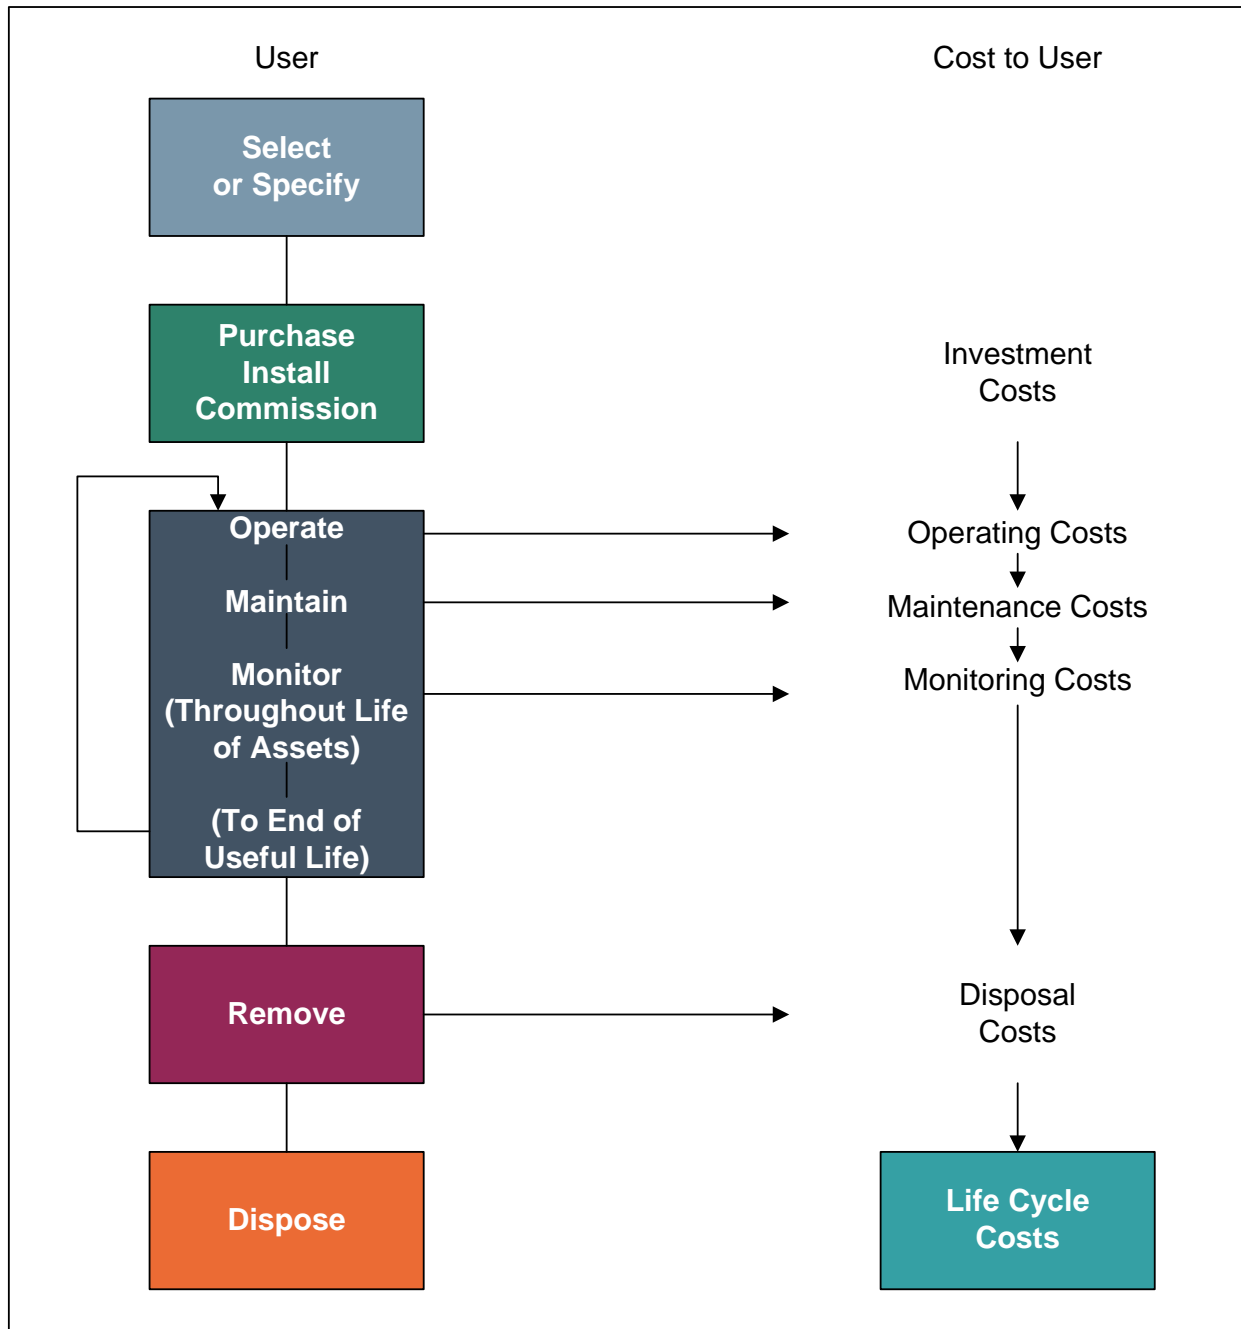 User
Cost to User
Select
or Specify
Purchase
Install
Commission
Investment
Costs
Operate
Operating Costs
Maintain
Maintenance Costs
Monitor
(Throughout Life
of Assets)
Monitoring Costs
(To End of
Useful Life)
Remove
Disposal
Costs
Dispose
Life Cycle
Costs